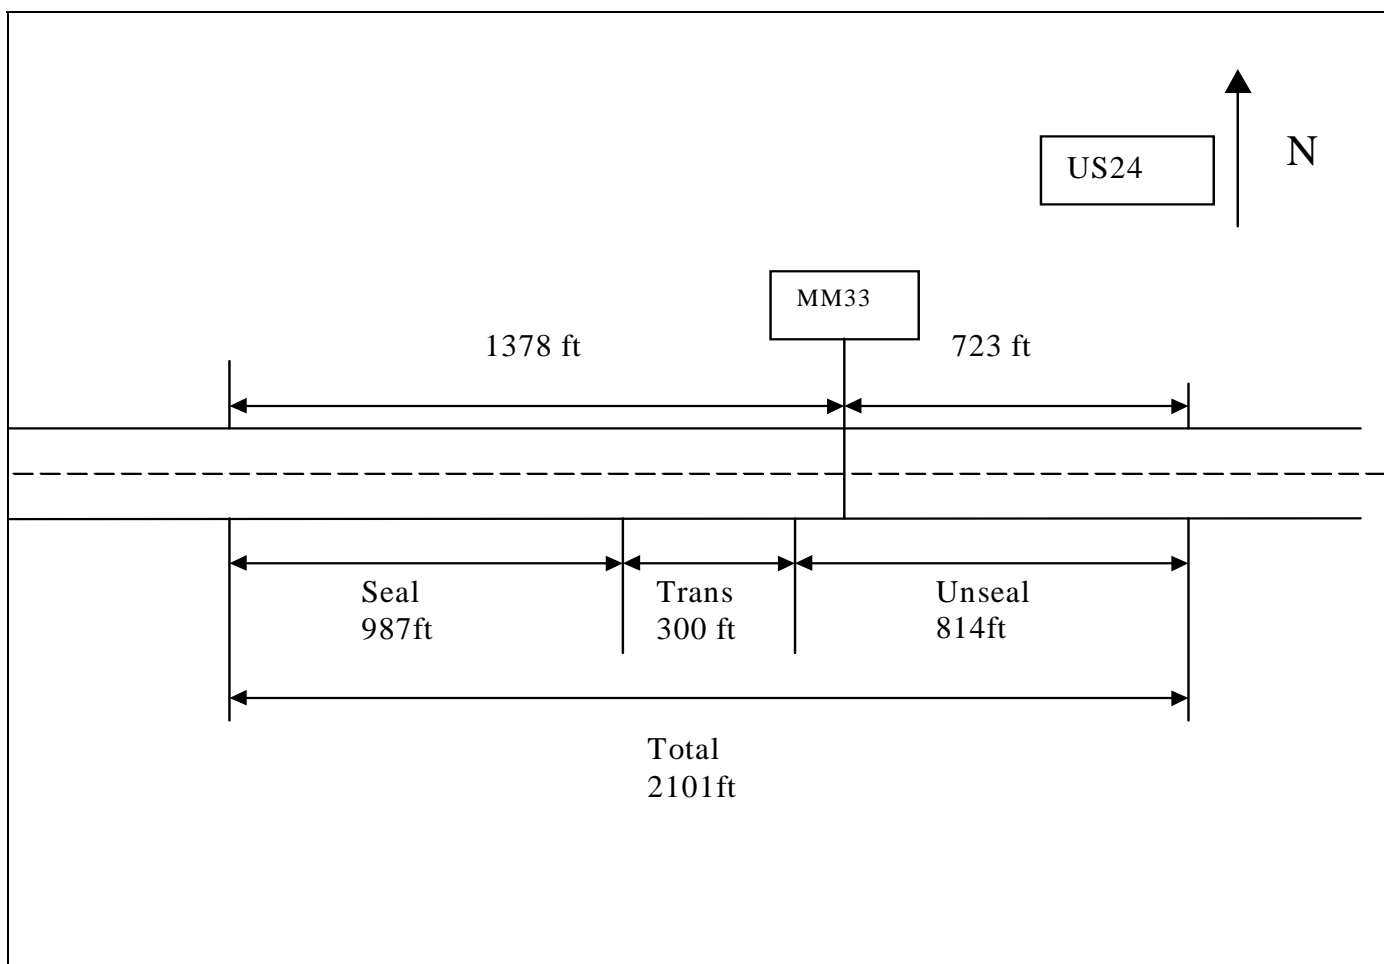 N
US24
MM33
1378 ft
723 ft
Seal
987ft
Trans
300 ft
Unseal
814ft
Total
2101ft